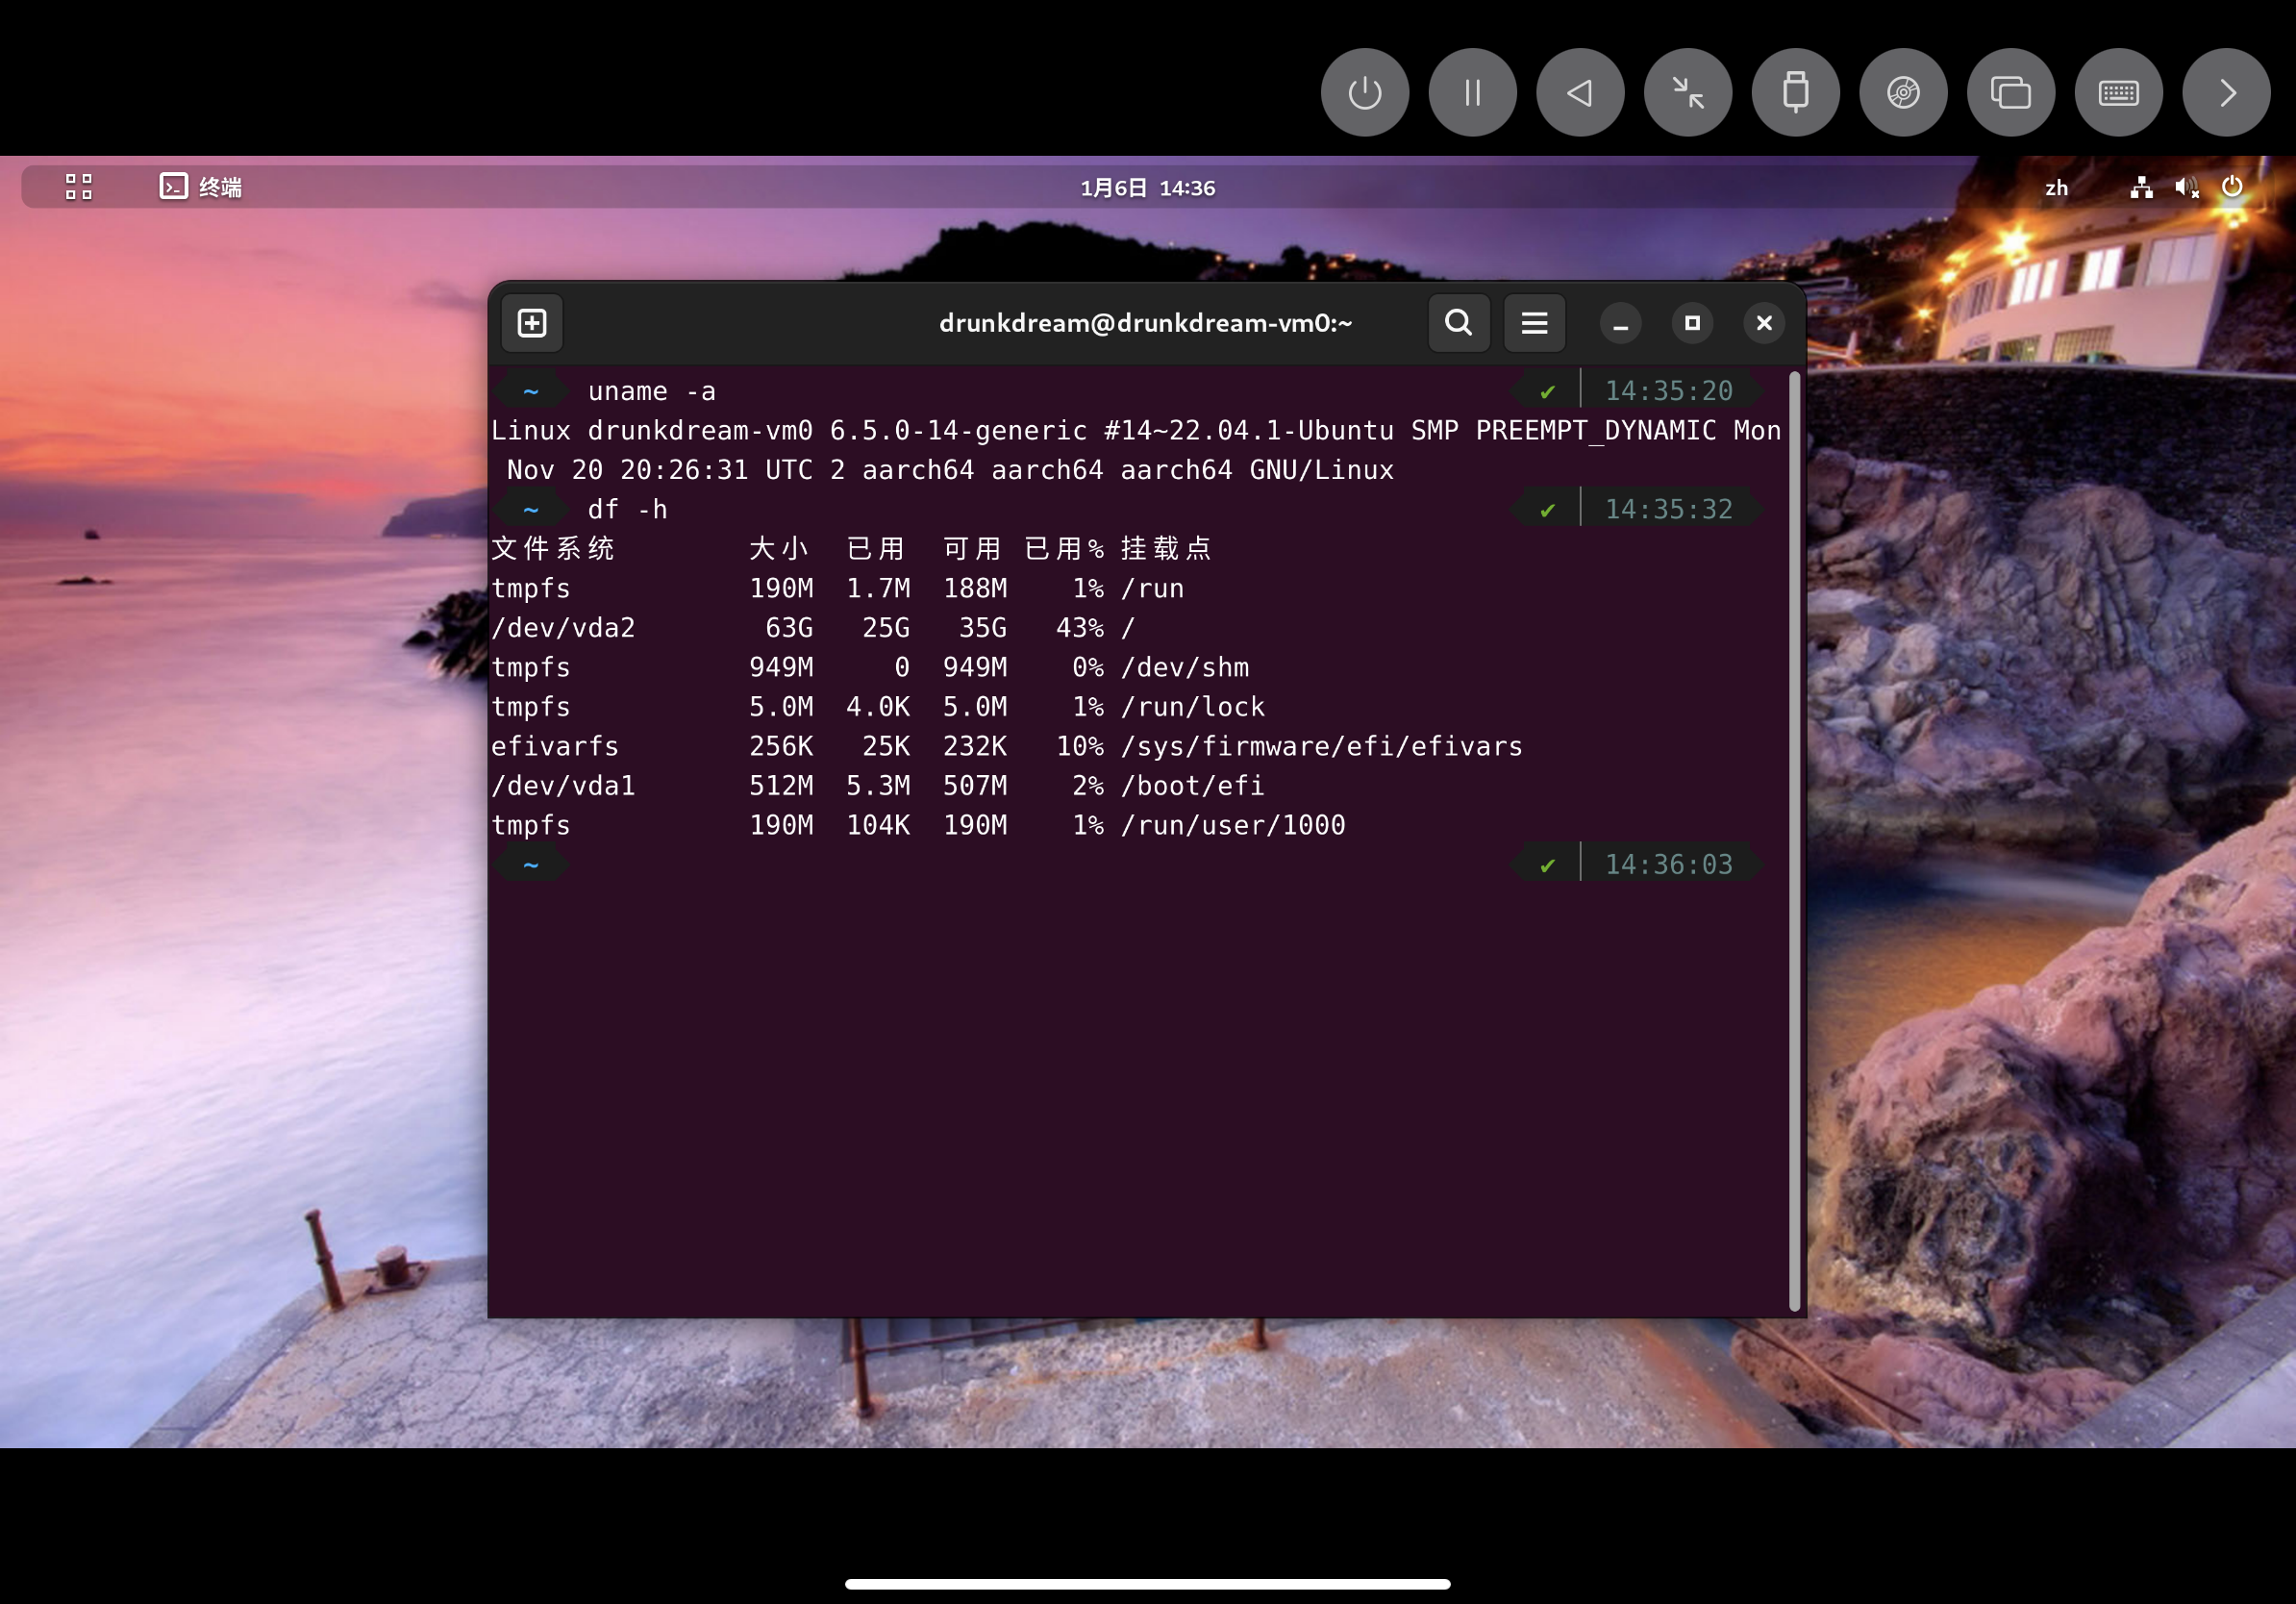 终端
1月6日 14:36
zh
drunkdream@drunkdream-vm0:~
~ uname -a ✔ 14:35:20
Linux drunkdream-vm0 6.5.0-14-generic #14~22.04.1-Ubuntu SMP PREEMPT_DYNAMIC Mon
Nov 20 20:26:31 UTC 2 aarch64 aarch64 aarch64 GNU/Linux
~ df -h ✔ 14:35:32
文件系统 大小 已用 可用 已用% 挂载点
tmpfs 190M 1.7M 188M 1% /run
/dev/vda2 63G 25G 35G 43% /
tmpfs 949M 0 949M 0% /dev/shm
tmpfs 5.0M 4.0K 5.0M 1% /run/lock
efivarfs 256K 25K 232K 10% /sys/firmware/efi/efivars
/dev/vda1 512M 5.3M 507M 2% /boot/efi
tmpfs 190M 104K 190M 1% /run/user/1000
~ ✔ 14:36:03